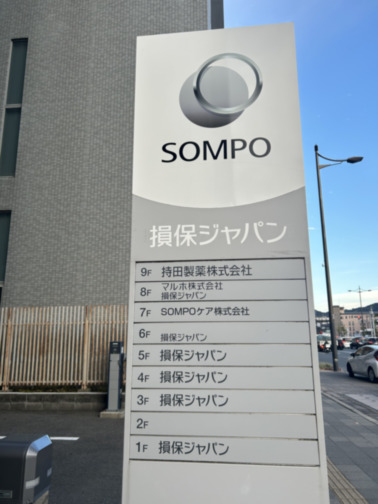 SOMPO
損保ジャパン
9F 持田製薬株式会社
8F マルホ株式会社
損保ジャパン
7F SOMPOケア株式会社
6F 損保ジャパン
5F 損保ジャパン
4F 損保ジャパン
3F 損保ジャパン
2F
1F 損保ジャパン